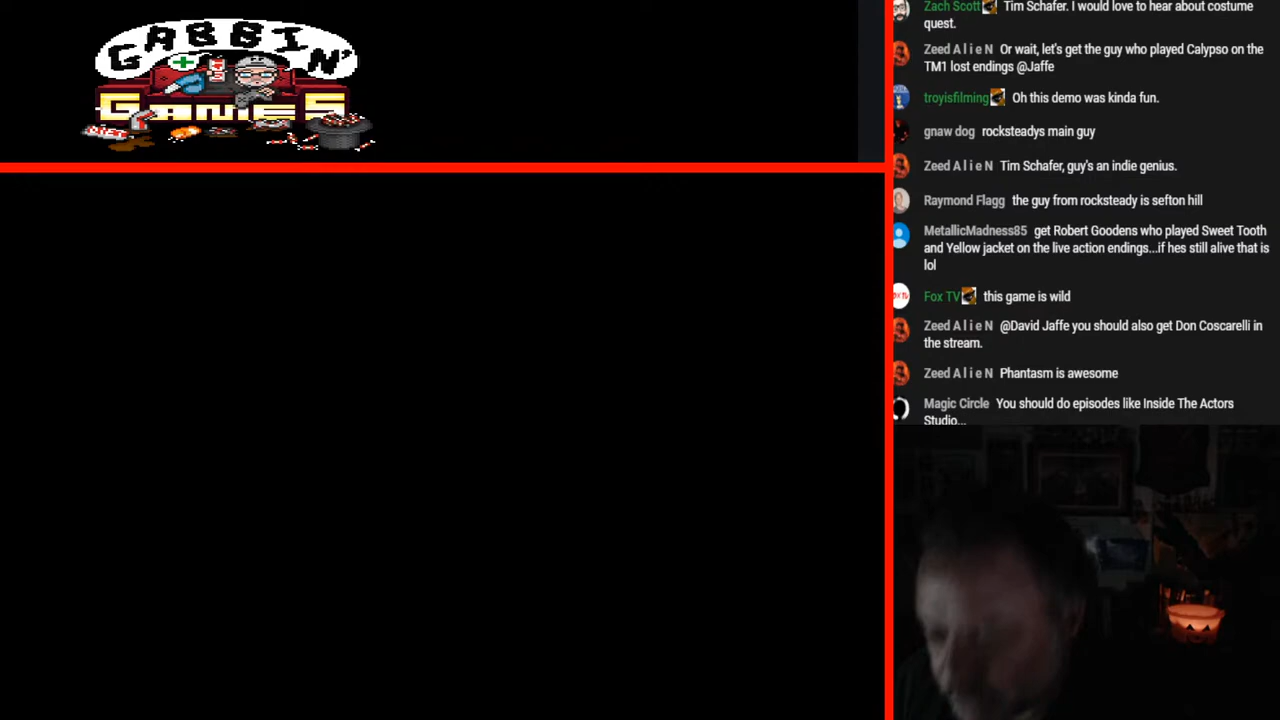 GABBIN'
GAMES
Zach Scott Tim Schafer. I would love to hear about costume
quest.
Zeed A l i e N Or wait, let's get the guy who played Calypso on the
TM1 lost endings @Jaffe
troyisfilming Oh this demo was kinda fun.
gnaw dog rocksteadys main guy
Zeed A l i e N Tim Schafer, guy's an indie genius.
Raymond Flagg the guy from rocksteady is sefton hill
MetallicMadness85 get Robert Goodens who played Sweet Tooth
and Yellow jacket on the live action endings...if hes still alive that is
lol
Fox TV this game is wild
Zeed A l i e N @David Jaffe you should also get Don Coscarelli in
the stream.
Zeed A l i e N Phantasm is awesome
Magic Circle You should do episodes like Inside The Actors
Studio...